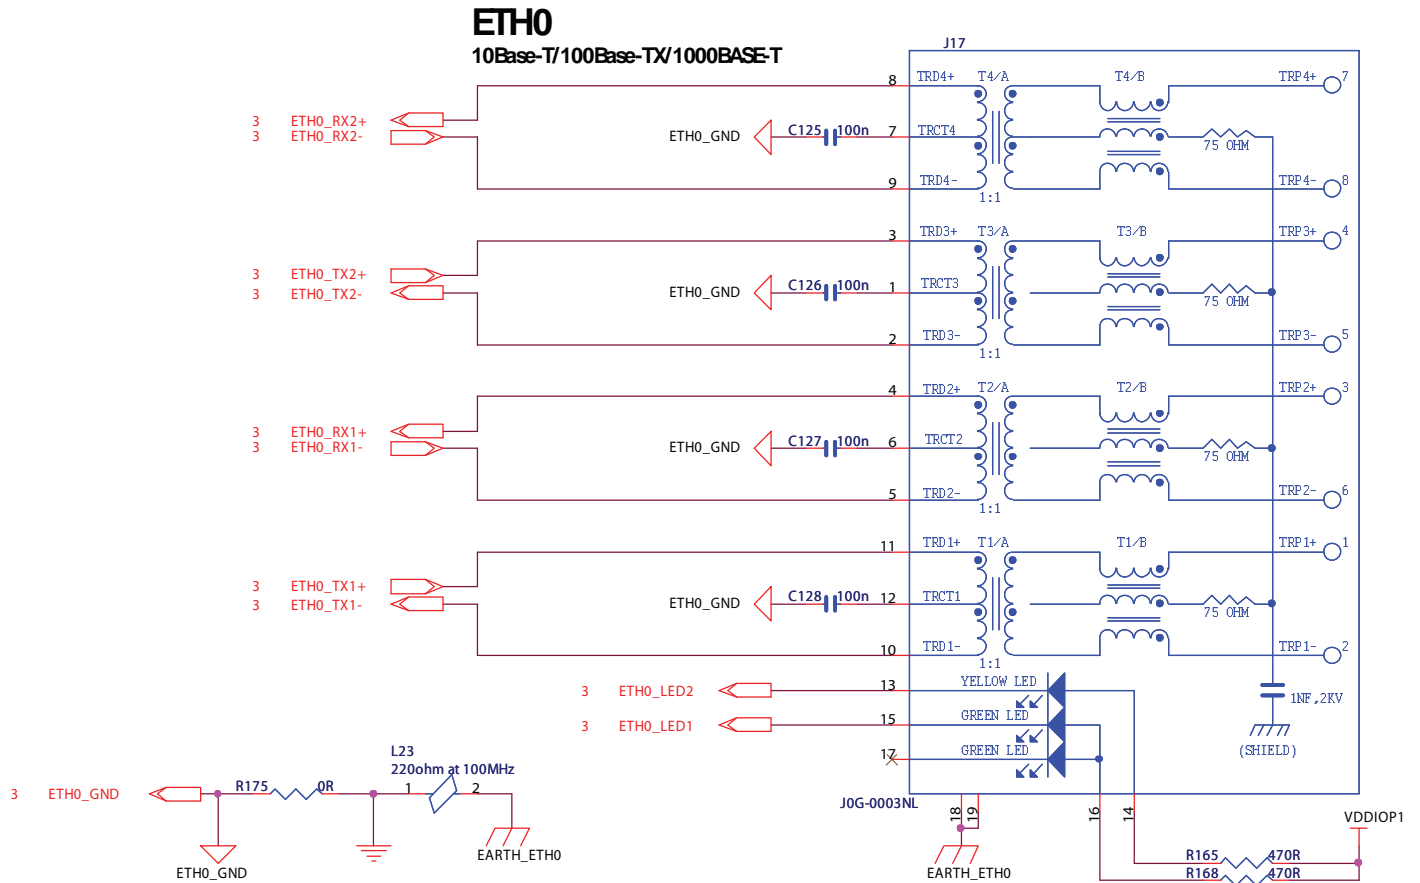 ETH0
10Base-T/100Base-TX/1000BASE-T
J17
8 TRD4+ T4/A T4/B TRP4+ 7
3 ETH0_RX2+
3 ETH0_RX2-
ETH0_GND C125 100n 7 TRCT4 75 OHM
9 TRD4- 1:1 TRP4- 8
3 TRD3+ T3/A T3/B TRP3+ 4
3 ETH0_TX2+
3 ETH0_TX2-
ETH0_GND C126 100n 1 TRCT3 75 OHM
2 TRD3- 1:1 TRP3- 5
4 TRD2+ T2/A T2/B TRP2+ 3
3 ETH0_RX1+
3 ETH0_RX1-
ETH0_GND C127 100n 6 TRCT2 75 OHM
5 TRD2- 1:1 TRP2- 6
11 TRD1+ T1/A T1/B TRP1+ 1
3 ETH0_TX1+
3 ETH0_TX1-
ETH0_GND C128 100n 12 TRCT1 75 OHM
10 TRD1- 1:1 TRP1- 2
3 ETH0_LED2 13 YELLOW LED
1NF,2KV
3 ETH0_LED1 15 GREEN LED
17 GREEN LED
(SHIELD)
L23
220ohm at 100MHz
3 ETH0_GND R175 0R 1 2
J0G-0003NL
18 19 16 14
VDDIOP1
ETH0_GND
EARTH_ETH0
EARTH_ETH0
R165 470R
R168 470R